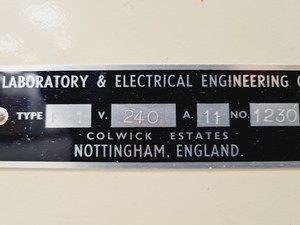 LABORATORY & ELECTRICAL ENGINEERING
TYPE V. 240 A. 11 NO. 1230
COLWICK ESTATES
NOTTINGHAM, ENGLAND.